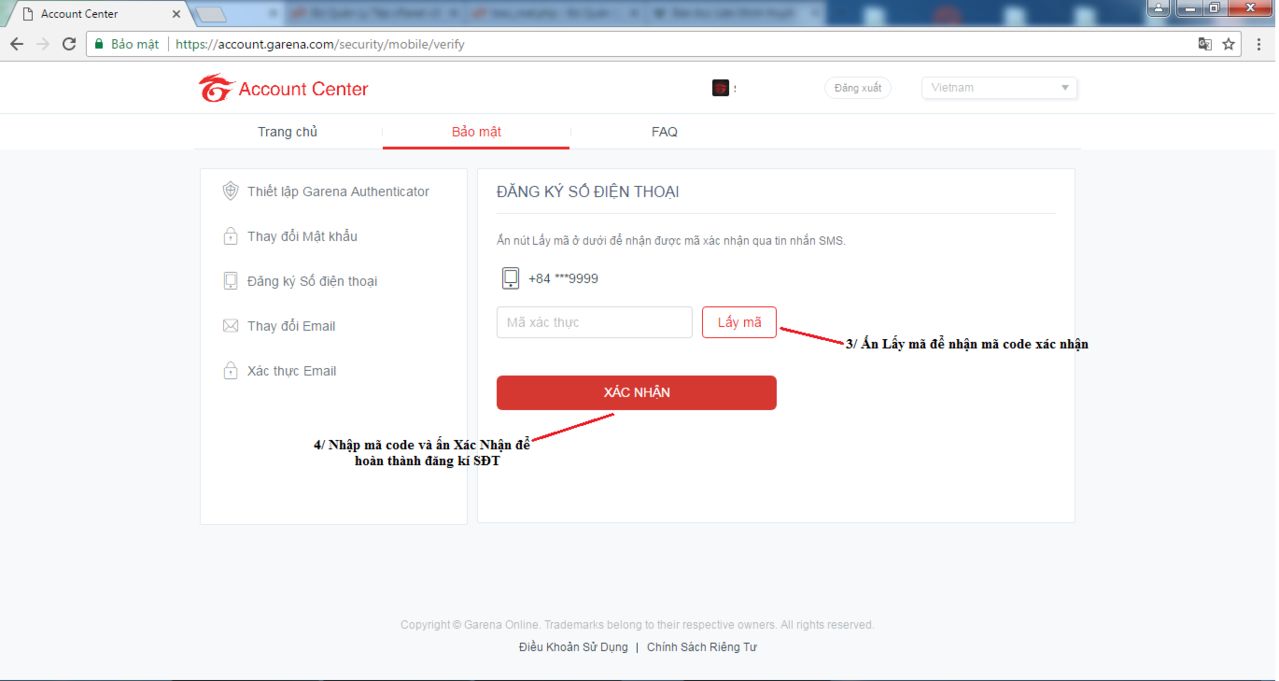 Account Center
Bảo mật
https://account.garena.com/security/mobile/verify
Account Center
Đăng xuất
Vietnam
Trang chủ
Bảo mật
FAQ
Thiết lập Garena Authenticator
Thay đổi Mật khẩu
Đăng ký Số điện thoại
Thay đổi Email
Xác thực Email
ĐĂNG KÝ SỐ ĐIỆN THOẠI
Ấn nút Lấy mã ở dưới để nhận được mã xác nhận qua tin nhắn SMS.
+84 ***9999
Mã xác thực
Lấy mã
3/ Ấn Lấy mã để nhận mã code xác nhận
XÁC NHẬN
4/ Nhập mã code và ấn Xác Nhận để
hoàn thành đăng kí SĐT
Copyright © Garena Online. Trademarks belong to their respective owners. All rights reserved.
Điều Khoản Sử Dụng | Chính Sách Riêng Tư